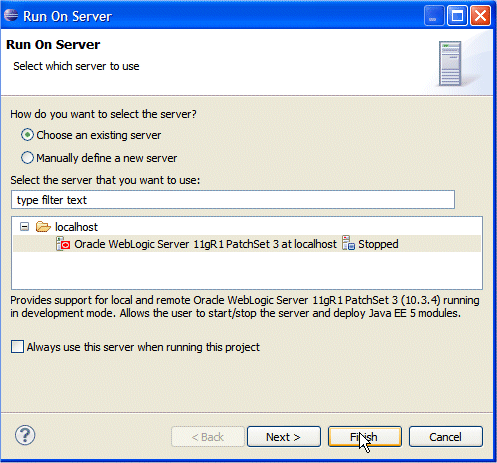 Run On Server
Run On Server
Select which server to use
How do you want to select the server?
Choose an existing server
Manually define a new server
Select the server that you want to use:
type filter text
localhost
Oracle WebLogic Server 11gR1 PatchSet 3 at localhost Stopped
Provides support for local and remote Oracle WebLogic Server 11gR1 PatchSet 3 (10.3.4) running
in development mode. Allows the user to start/stop the server and deploy Java EE 5 modules.
Always use this server when running this project
? < Back Next > Finish Cancel